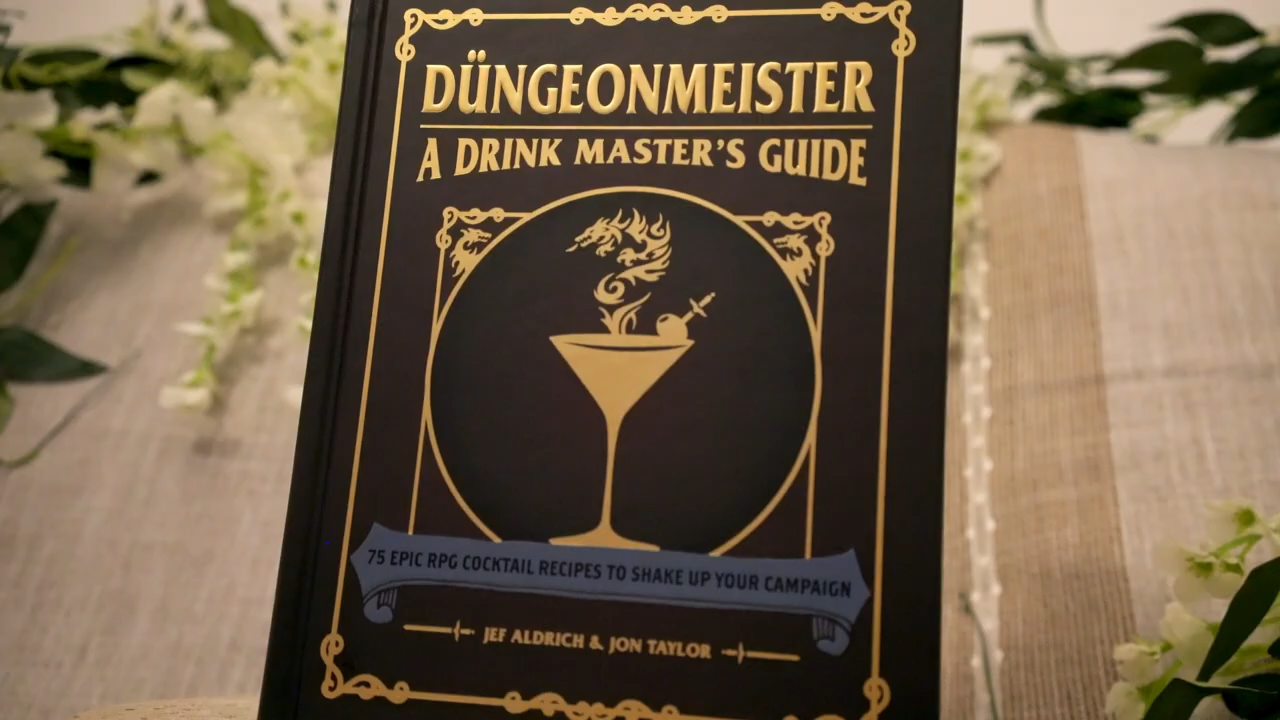 DÜNGEONMEISTER
A DRINK MASTER'S GUIDE
75 EPIC RPG COCKTAIL RECIPES TO SHAKE UP YOUR CAMPAIGN
JEF ALDRICH & JON TAYLOR